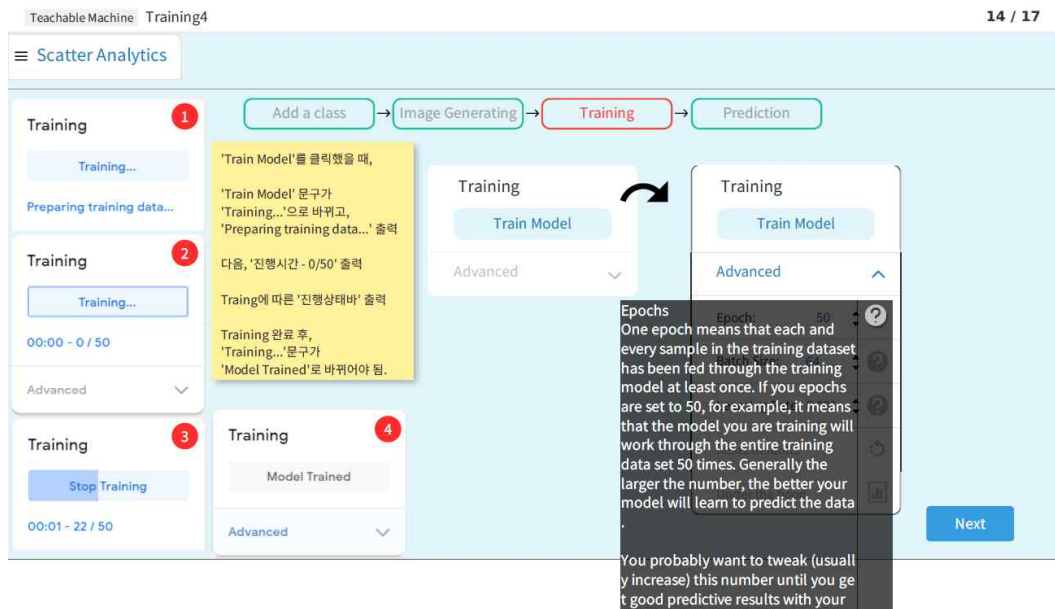 Teachable Machine Training4
14 / 17
≡ Scatter Analytics
Add a class → Image Generating → Training → Prediction
Training
1
Training...
Preparing training data...
Training
2
Training...
00:00 - 0 / 50
Advanced
Training
3
Stop Training
00:01 - 22 / 50
'Train Model'를 클릭했을 때,
'Train Model' 문구가
'Training...'으로 바뀌고,
'Preparing training data...' 출력
다음, '진행시간 - 0/50' 출력
Traing에 따른 '진행상태바' 출력
Training 완료 후,
'Training...'문구가
'Model Trained'로 바뀌어야 됨.
Training
4
Model Trained
Advanced
Training
Train Model
Advanced
Training
Train Model
Advanced
Epoch: 50
Batch Size: 64
Epochs
One epoch means that each and
every sample in the training dataset
has been fed through the training
model at least once. If you epochs
are set to 50, for example, it means
that the model you are training will
work through the entire training
data set 50 times. Generally the
larger the number, the better your
model will learn to predict the data
.
You probably want to tweak (usuall
y increase) this number until you ge
t good predictive results with your
Next